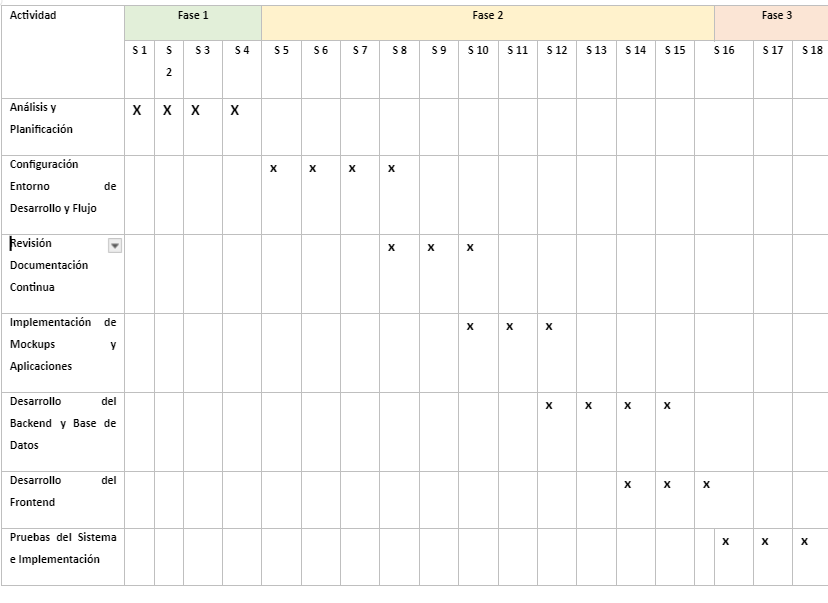 Actividad Fase 1 Fase 2 Fase 3
S 1 S 2 S 3 S 4 S 5 S 6 S 7 S 8 S 9 S 10 S 11 S 12 S 13 S 14 S 15 S 16 S 17 S 18
Análisis y
Planificación
X X X X
Configuración
Entorno de
Desarrollo y Flujo
x x x x
Revisión
Documentación
Continua
x x x
Implementación de
Mockups y
Aplicaciones
x x x
Desarrollo del
Backend y Base de
Datos
x x x x
Desarrollo del
Frontend
x x x
Pruebas del Sistema
e Implementación
x x x